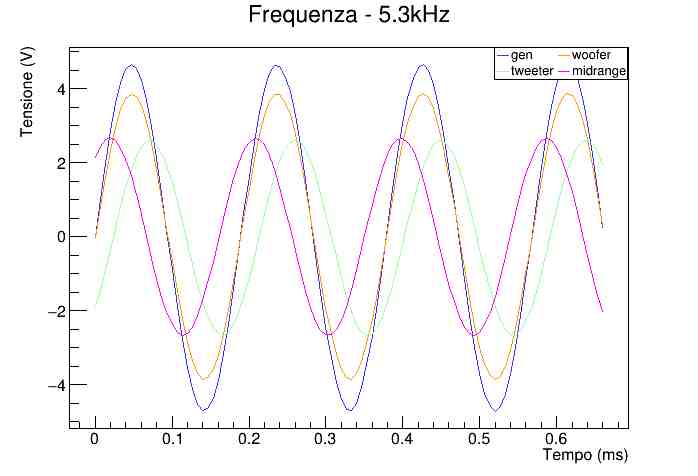 Frequenza - 5.3kHz
Tensione (V)
gen woofer
tweeter midrange
4
2
0
−2
−4
0 0.1 0.2 0.3 0.4 0.5 0.6
Tempo (ms)